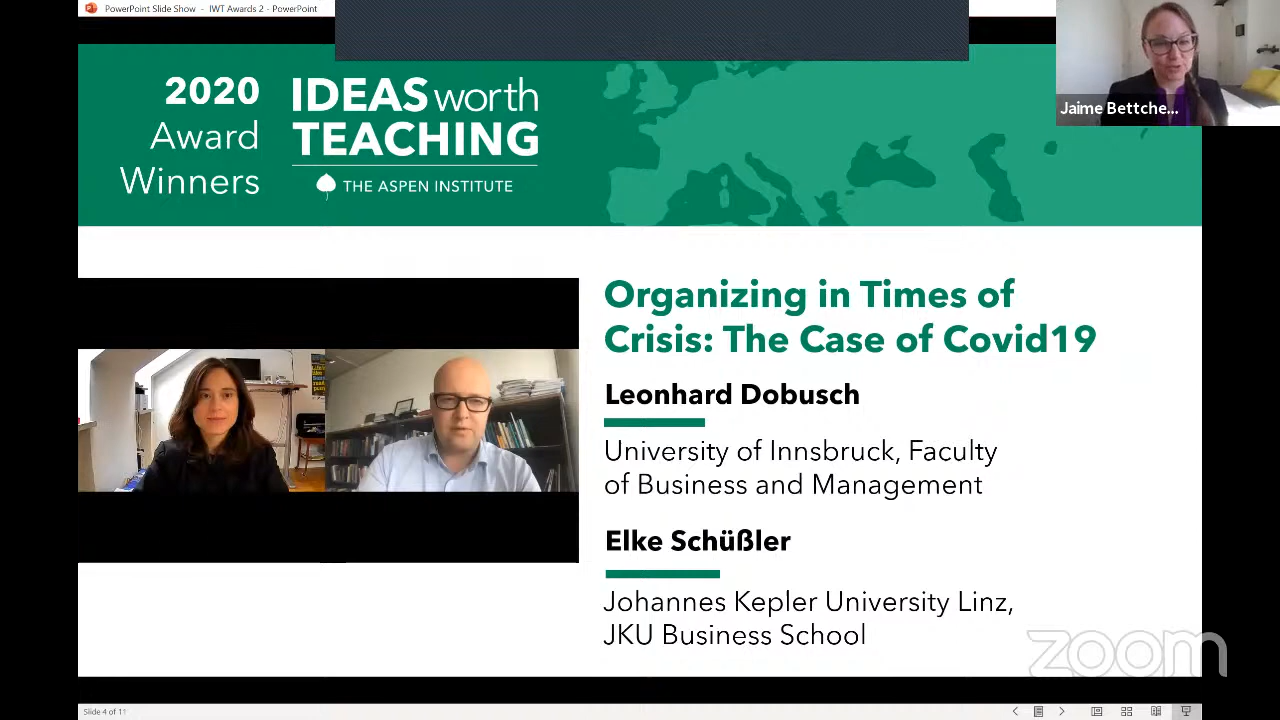 PowerPoint Slide Show - IWT Awards 2 - PowerPoint
2020
Award
Winners
IDEAS worth
TEACHING
THE ASPEN INSTITUTE
Jaime Bettche...
Organizing in Times of
Crisis: The Case of Covid19
Leonhard Dobusch
University of Innsbruck, Faculty
of Business and Management
Elke Schüßler
Johannes Kepler University Linz,
JKU Business School
zoom
Slide 4 of 11